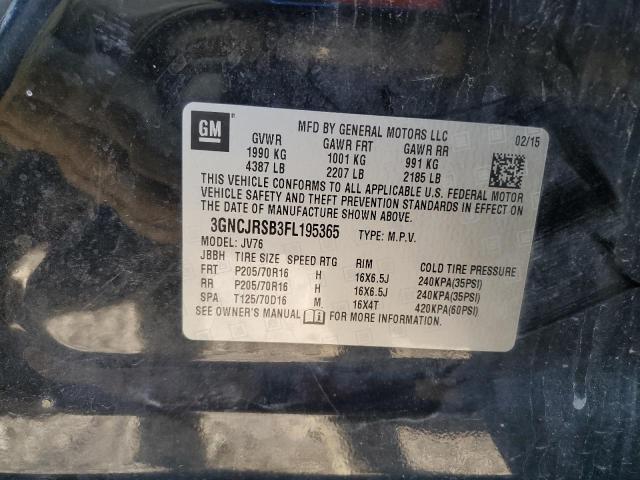 GM
MFD BY GENERAL MOTORS LLC 02/15
GVWR GAWR FRT GAWR RR
1990 KG 1001 KG 991 KG
4387 LB 2207 LB 2185 LB
THIS VEHICLE CONFORMS TO ALL APPLICABLE U.S. FEDERAL MOTOR
VEHICLE SAFETY AND THEFT PREVENTION STANDARDS IN EFFECT ON
THE DATE OF MANUFACTURE SHOWN ABOVE.
3GNCJRSB3FL195365 TYPE: M.P.V.
MODEL: JV76
JBBH TIRE SIZE SPEED RTG RIM COLD TIRE PRESSURE
FRT P205/70R16 H 16X6.5J 240KPA(35PSI)
RR P205/70R16 H 16X6.5J 240KPA(35PSI)
SPA T125/70D16 M 16X4T 420KPA(60PSI)
SEE OWNER'S MANUAL FOR MORE INFORMATION.